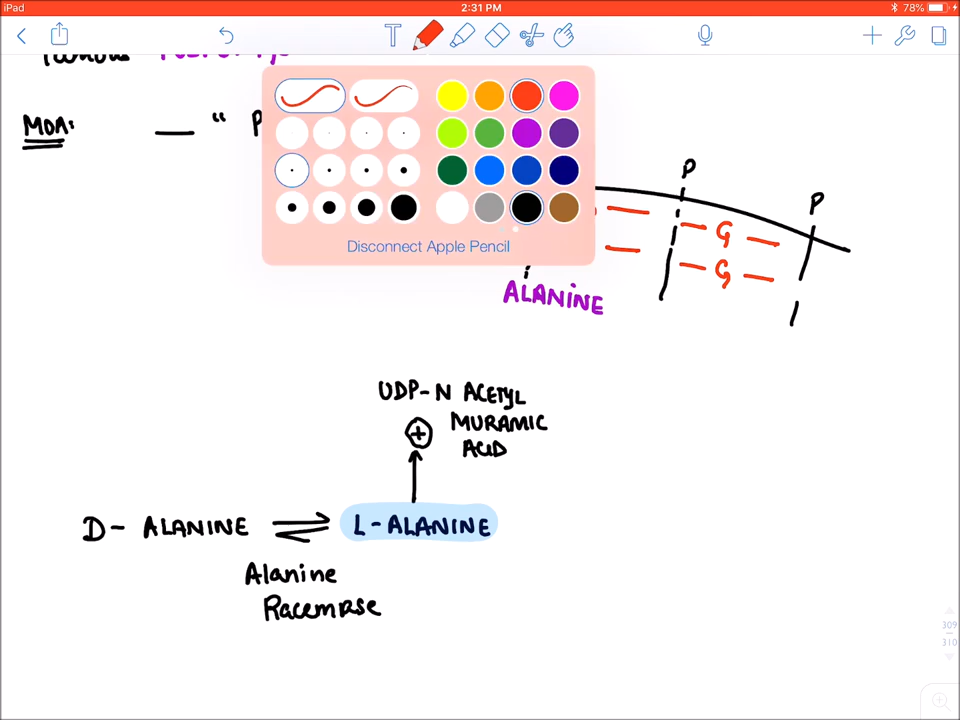 iPad 2:31 PM 78%
T
MOA: — " P
P
P
G
G
Disconnect Apple Pencil
ALANINE
UDP-N ACETYL
MURAMIC
ACID
+
D- ALANINE L-ALANINE
Alanine
Racemase
309
310